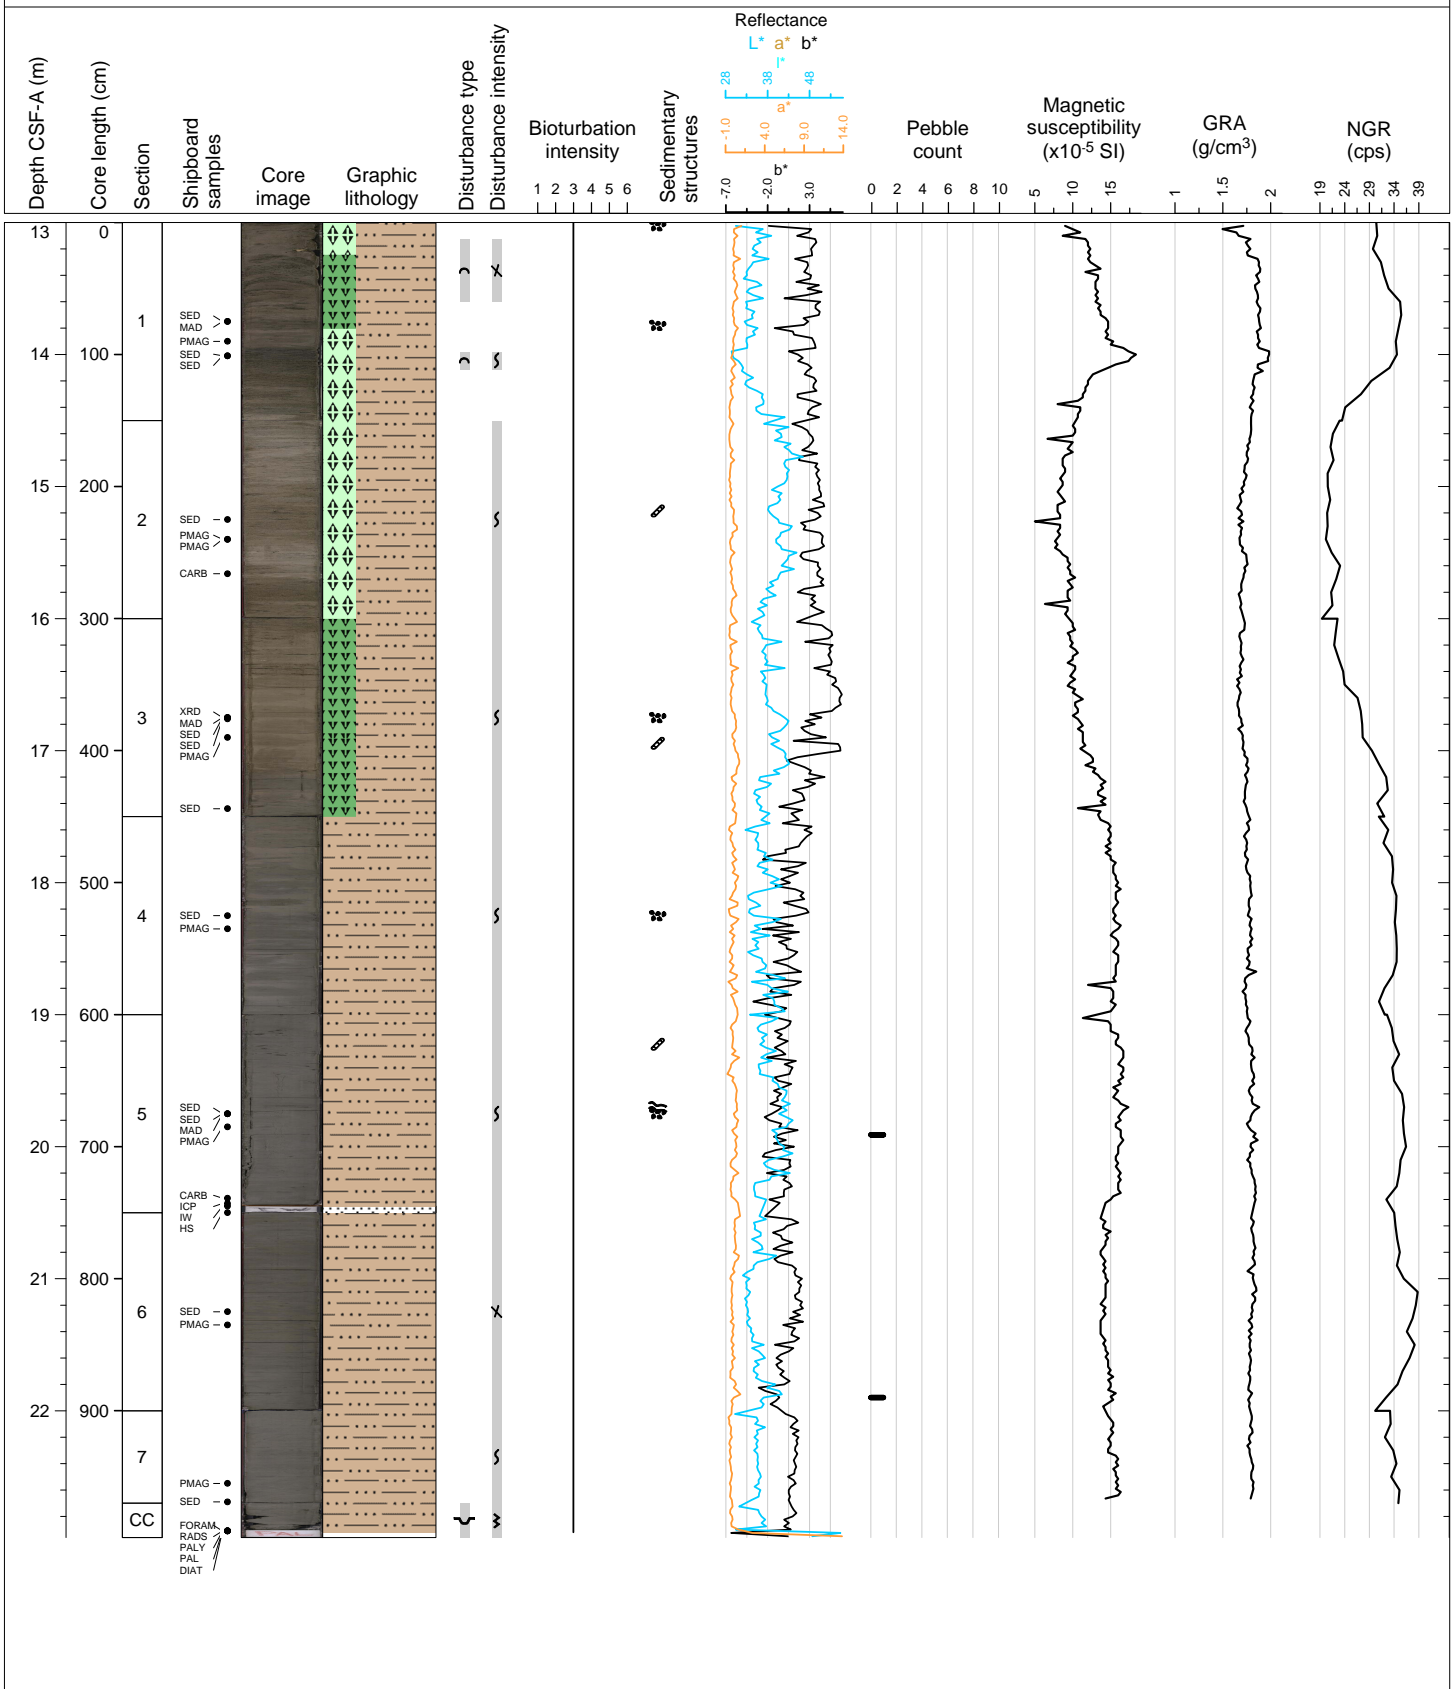 Depth CSF-A (m)
Core length (cm)
Section
Shipboard
samples
Core
image
Graphic
lithology
Disturbance type
Disturbance intensity
Bioturbation
intensity
1 2 3 4 5 6
Sedimentary
structures
Reflectance
L* a* b*
l*
28 38 48
a*
-1.0 4.0 9.0 14.0
b*
-7.0 -2.0 3.0
Pebble
count
0 2 4 6 8 10
Magnetic
susceptibility
(x10-5 SI)
5 10 15
GRA
(g/cm3)
1 1.5 2
NGR
(cps)
19 24 29 34 39
13 0
SED
1
MAD
PMAG
14 100 SED
SED
15 200
2 SED
PMAG
PMAG
CARB
16 300
XRD
3
MAD
SED
SED
17 400
PMAG
SED
18 500
4 SED
PMAG
19 600
SED
5
SED
MAD
PMAG
20 700
CARB
ICP
IW
HS
21 800
6 SED
PMAG
22 900
7
PMAG
SED
CC
FORAM
RADS
PALY
PAL
DIAT